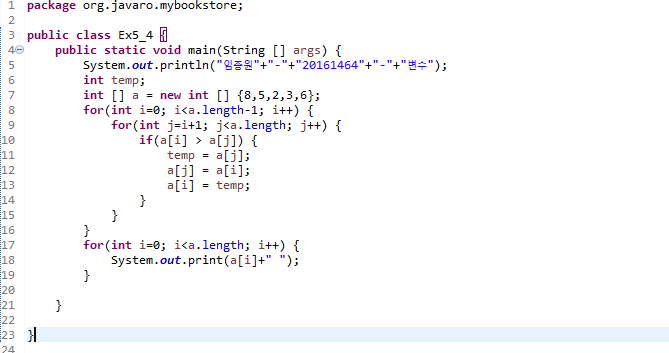 1 package org.javaro.mybookstore;
2
3 public class Ex5_4 {
4 public static void main(String [] args) {
5 System.out.println("임종원"+"-"+"20161464"+"-"+"변수");
6 int temp;
7 int [] a = new int [] {8,5,2,3,6};
8 for(int i=0; i<a.length-1; i++) {
9 for(int j=i+1; j<a.length; j++) {
10 if(a[i] > a[j]) {
11 temp = a[j];
12 a[j] = a[i];
13 a[i] = temp;
14 }
15 }
16 }
17 for(int i=0; i<a.length; i++) {
18 System.out.print(a[i]+" ");
19 }
20
21 }
22
23 }
24